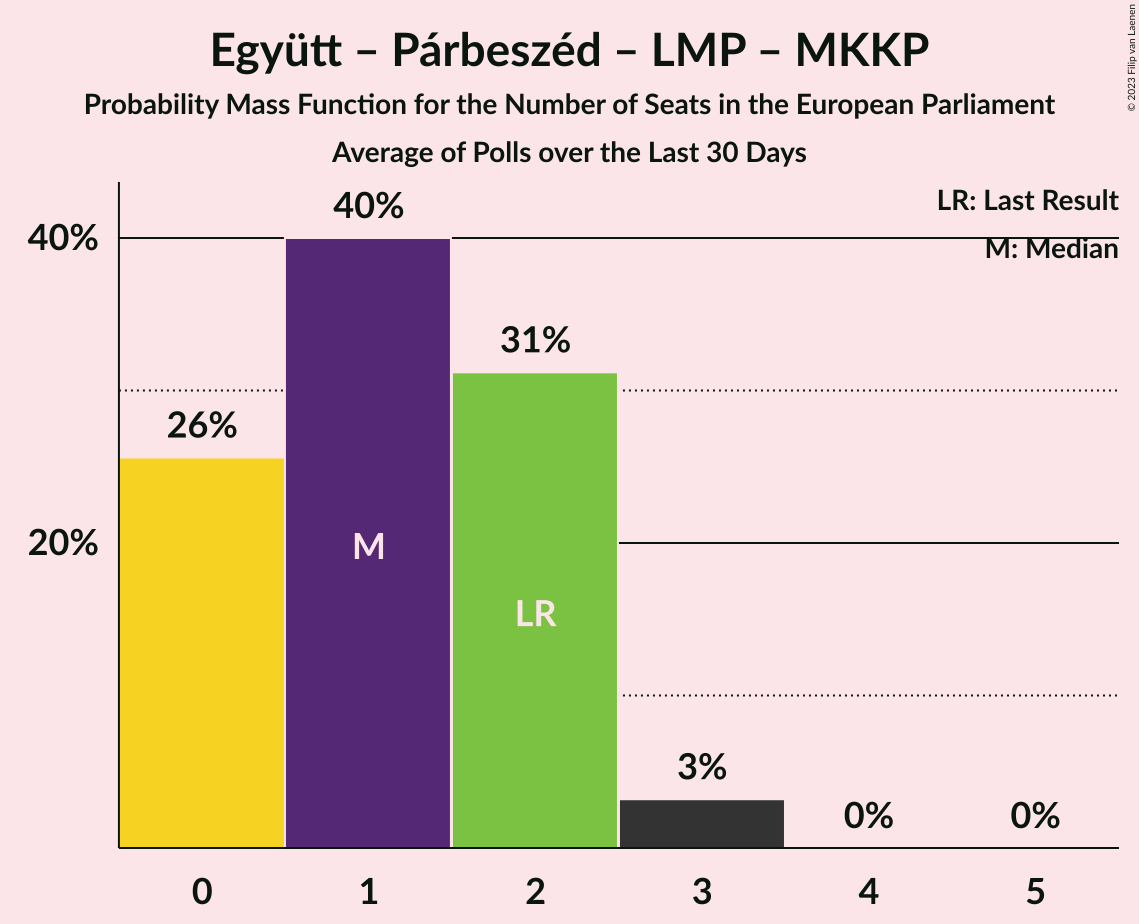 Együtt – Párbeszéd – LMP – MKKP
Probability Mass Function for the Number of Seats in the European Parliament
Average of Polls over the Last 30 Days
© 2023 Filip van Laenen
LR: Last Result
M: Median
40%
20%
26%
40%
31%
3%
0%
0%
M
LR
0 1 2 3 4 5